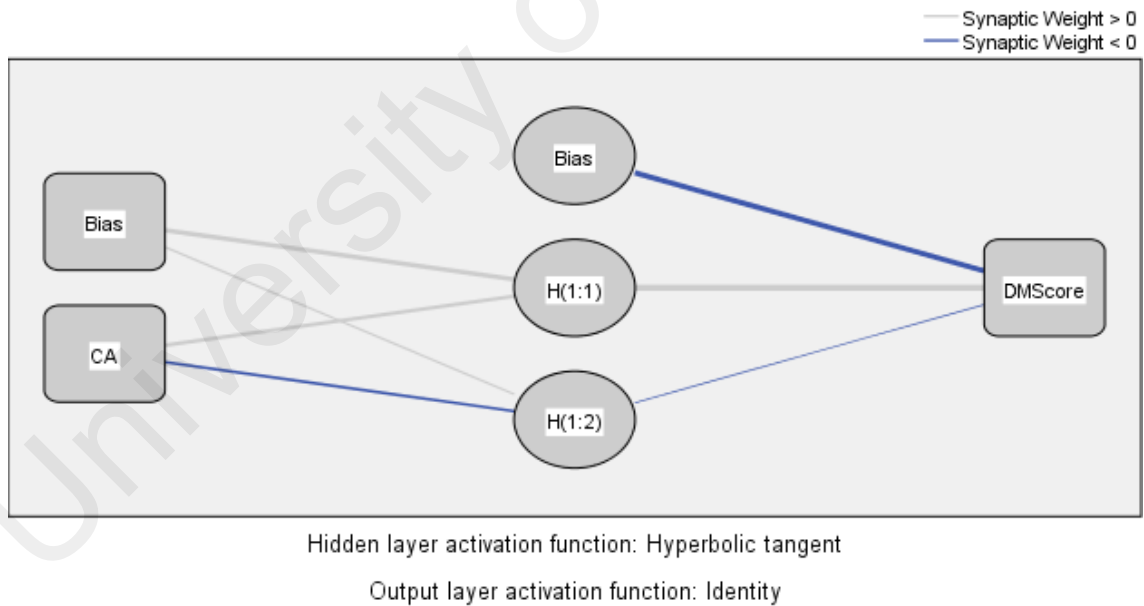 Synaptic Weight > 0
Synaptic Weight < 0
Bias
Bias
H(1:1)
DMScore
CA
H(1:2)
Hidden layer activation function: Hyperbolic tangent
Output layer activation function: Identity
University o